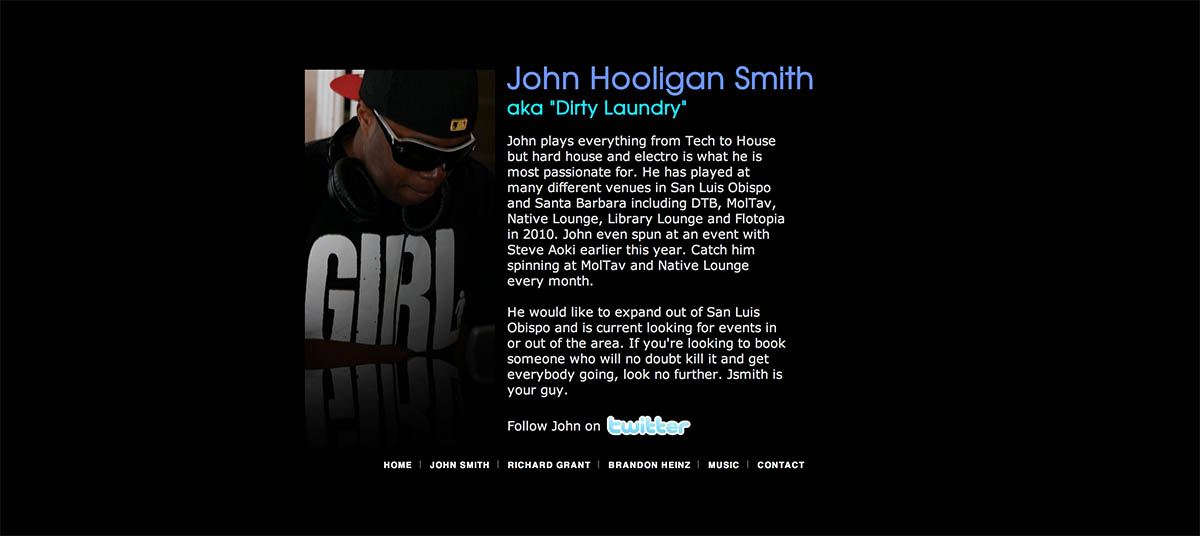 John Hooligan Smith
aka "Dirty Laundry"
John plays everything from Tech to House
but hard house and electro is what he is
most passionate for. He has played at
many different venues in San Luis Obispo
and Santa Barbara including DTB, MolTav,
Native Lounge, Library Lounge and Flotopia
in 2010. John even spun at an event with
Steve Aoki earlier this year. Catch him
spinning at MolTav and Native Lounge
every month.
He would like to expand out of San Luis
Obispo and is current looking for events in
or out of the area. If you're looking to book
someone who will no doubt kill it and get
everybody going, look no further. Jsmith is
your guy.
Follow John on twitter
GIRL
HOME | JOHN SMITH | RICHARD GRANT | BRANDON HEINZ | MUSIC | CONTACT